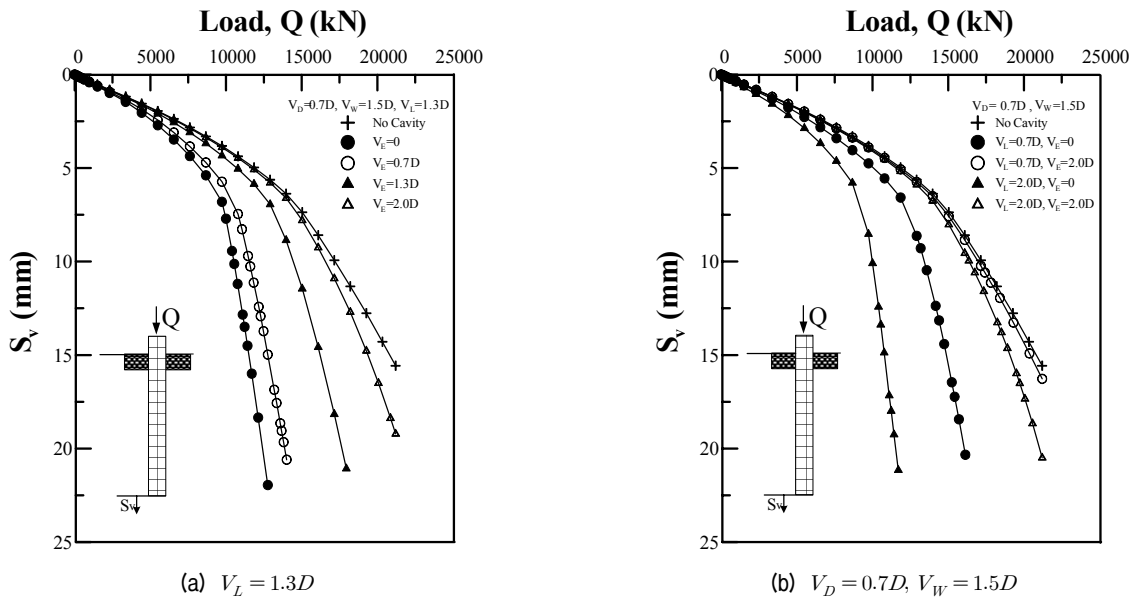 Load, Q (kN)
0 5000 10000 15000 20000 25000
0
5
10
15
20
25
S_v (mm)
V_D=0.7D, V_W=1.5D, V_L=1.3D
No Cavity
V_E=0
V_E=0.7D
V_E=1.3D
V_E=2.0D
Q
Sv
(a) V_L = 1.3D
Load, Q (kN)
0 5000 10000 15000 20000 25000
0
5
10
15
20
25
S_v (mm)
V_D= 0.7D , V_W=1.5D
No Cavity
V_L=0.7D, V_E=0
V_L=0.7D, V_E=2.0D
V_L=2.0D, V_E=0
V_L=2.0D, V_E=2.0D
Q
Sv
(b) V_D = 0.7D, V_W = 1.5D